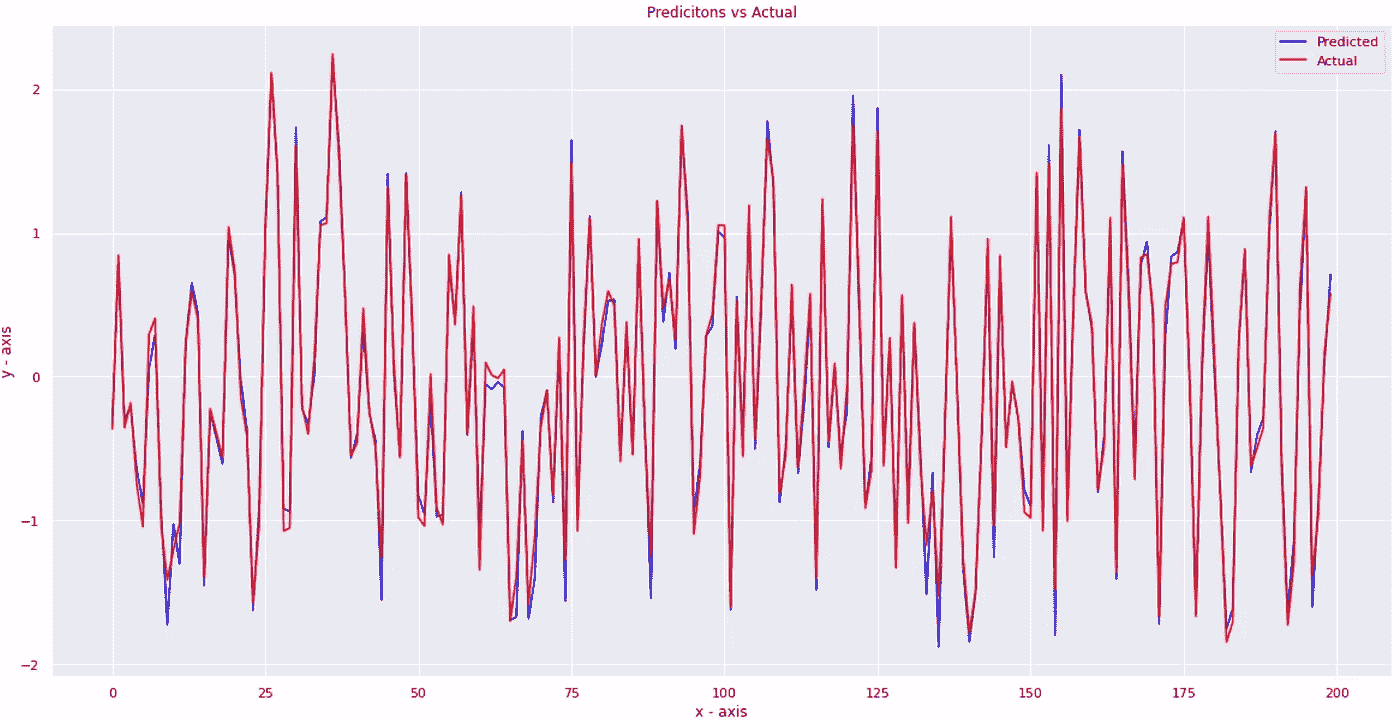 Predicitons vs Actual
Predicted
Actual
y - axis
2
1
0
−1
−2
0 25 50 75 100 125 150 175 200
x - axis